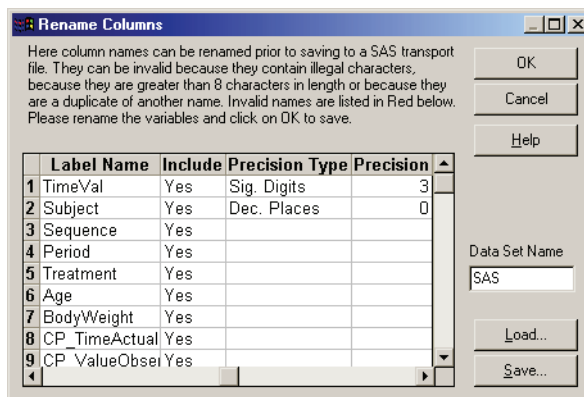 Rename Columns
Here column names can be renamed prior to saving to a SAS transport
file. They can be invalid because they contain illegal characters,
because they are greater than 8 characters in length or because they
are a duplicate of another name. Invalid names are listed in Red below.
Please rename the variables and click on OK to save.
OK
Cancel
Help
Label Name Include Precision Type Precision
1 TimeVal Yes Sig. Digits 3
2 Subject Yes Dec. Places 0
3 Sequence Yes
4 Period Yes
5 Treatment Yes
6 Age Yes
7 BodyWeight Yes
8 CP_TimeActual Yes
9 CP_ValueObser Yes
Data Set Name
SAS
Load...
Save...